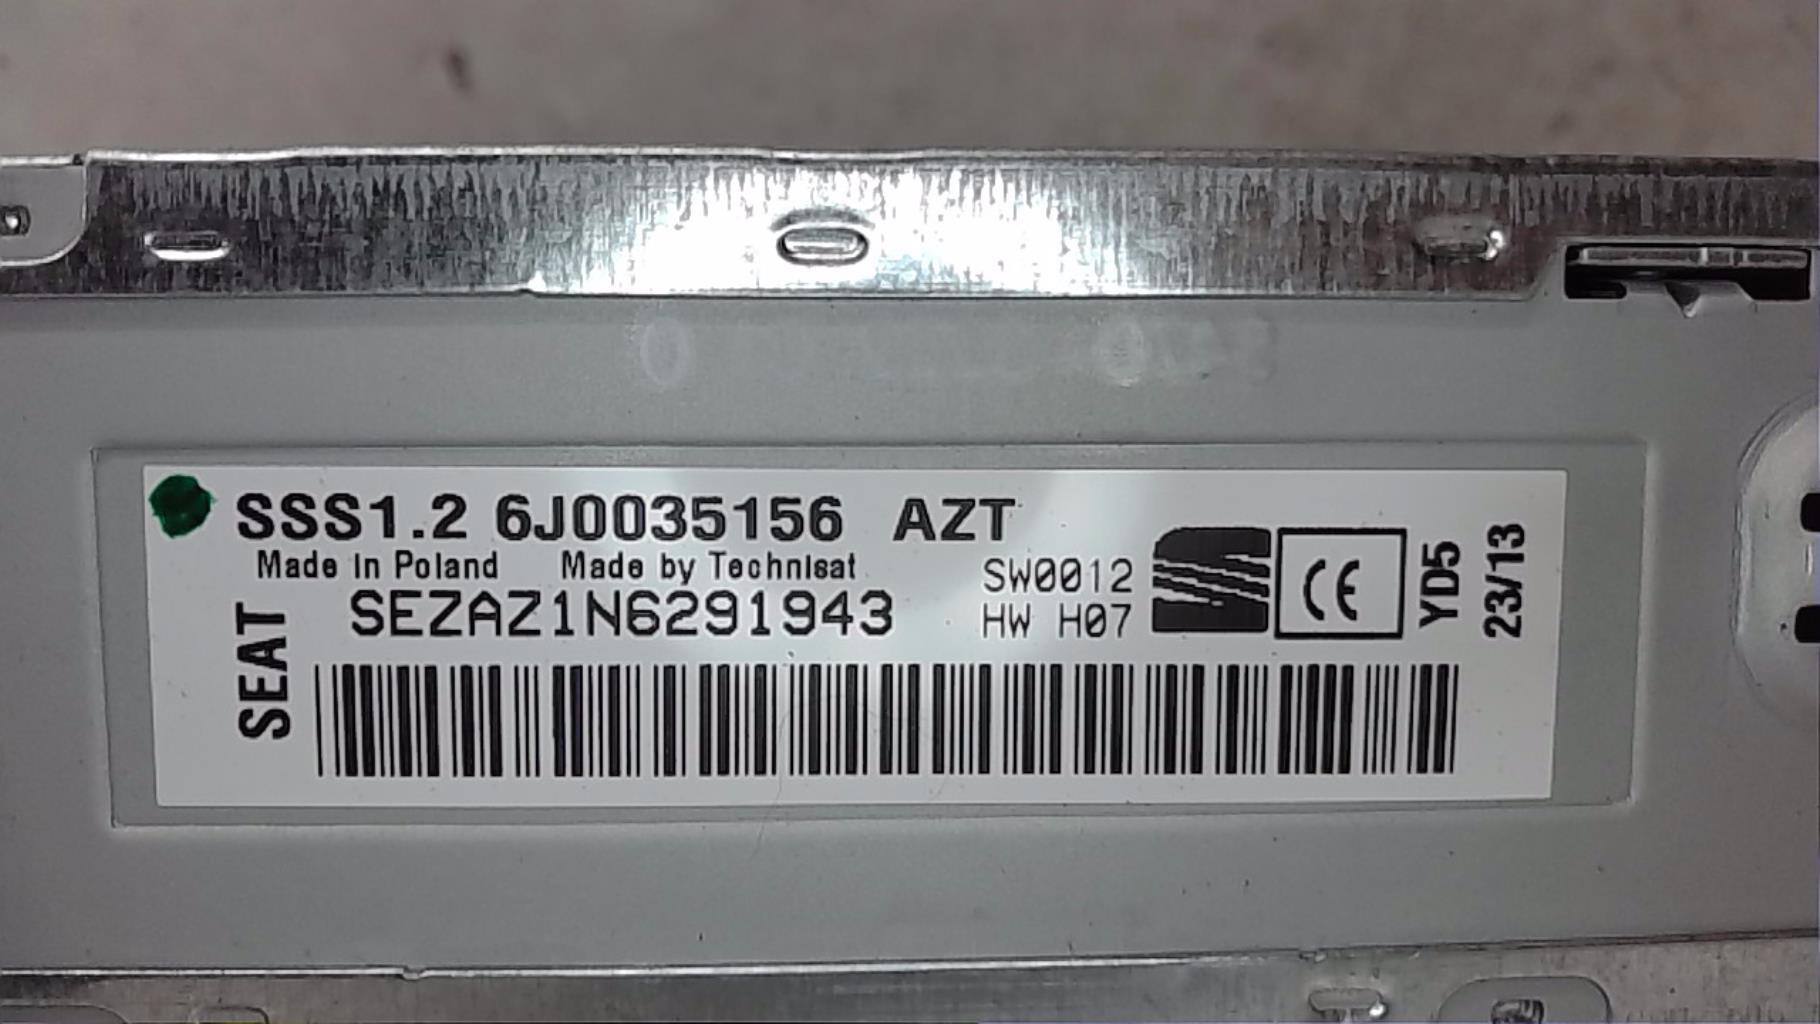 SSS1.2 6J0035156 AZT
Made in Poland Made by Technisat
SW0012
SEZAZ1N6291943
HW H07
SEAT
CE
YD5
23/13